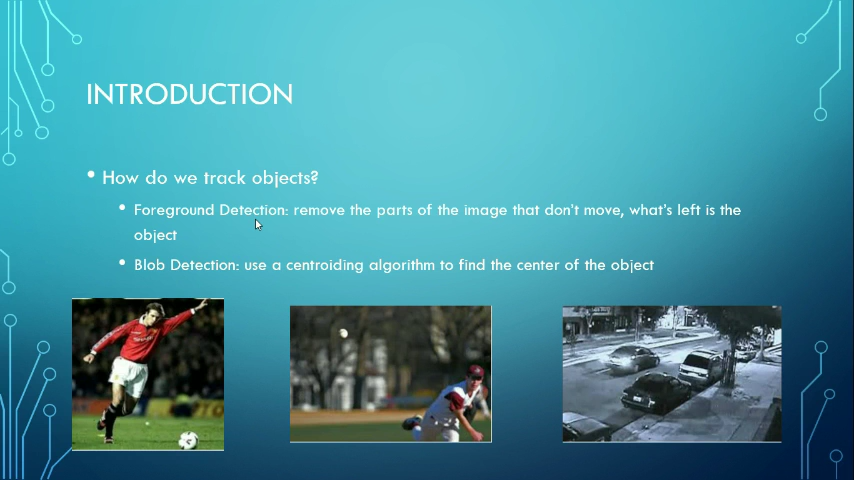 INTRODUCTION
• How do we track objects?
• Foreground Detection: remove the parts of the image that don't move, what's left is the
object
• Blob Detection: use a centroiding algorithm to find the center of the object